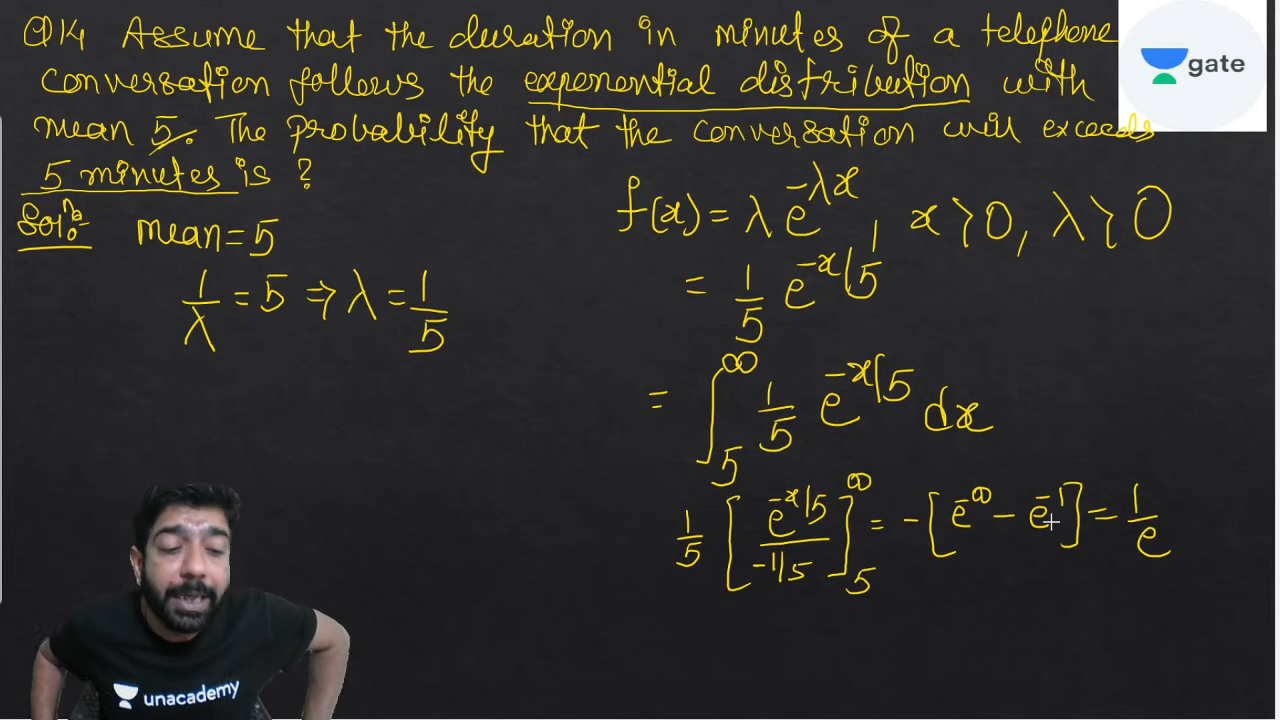 Q14 Assume that the duration in minutes of a telephone
conversation follows the exponential distribution with
mean 5. The probability that the conversation will exceeds
5 minutes is ?
Solⁿ:- mean = 5
1/λ = 5 ⇒ λ = 1/5
f(x) = λ e^{-λx}, x > 0, λ > 0
= 1/5 e^{-x/5}
= ∫_5^∞ 1/5 e^{-x/5} dx
1/5 [e^{-x/5}/(-1/5)]_5^∞ = -[e^{-∞} - e^{-1}] = 1/e
gate
unacademy